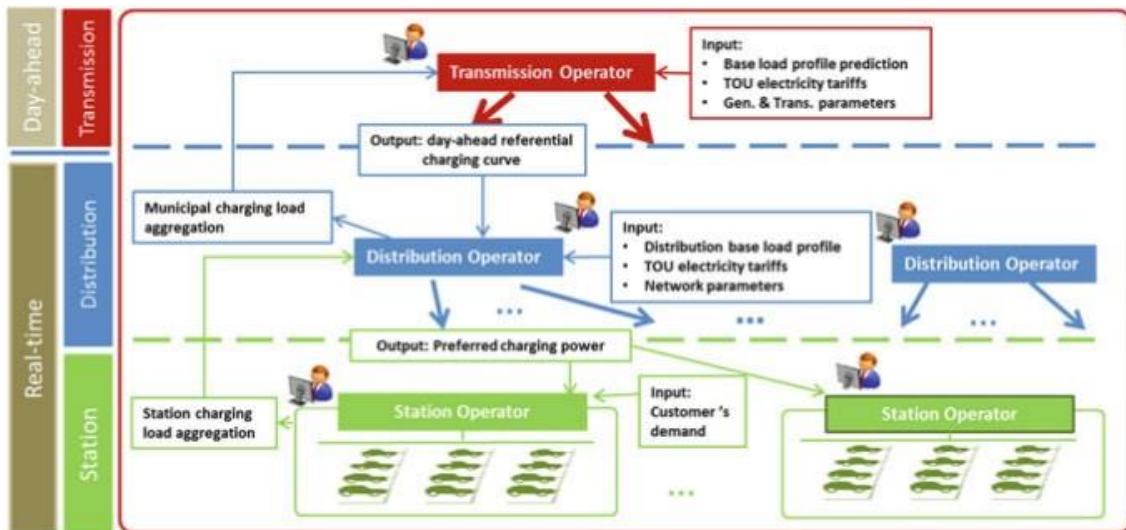 Day-ahead
Transmission
Transmission Operator
Input:
• Base load profile prediction
• TOU electricity tariffs
• Gen. & Trans. parameters
Output: day-ahead referential
charging curve
Real-time
Distribution
Municipal charging load
aggregation
Distribution Operator
Input:
• Distribution base load profile
• TOU electricity tariffs
• Network parameters
Distribution Operator
...
...
...
Output: Preferred charging power
Station
Station charging
load aggregation
Station Operator
Input:
Customer 's
demand
Station Operator
...